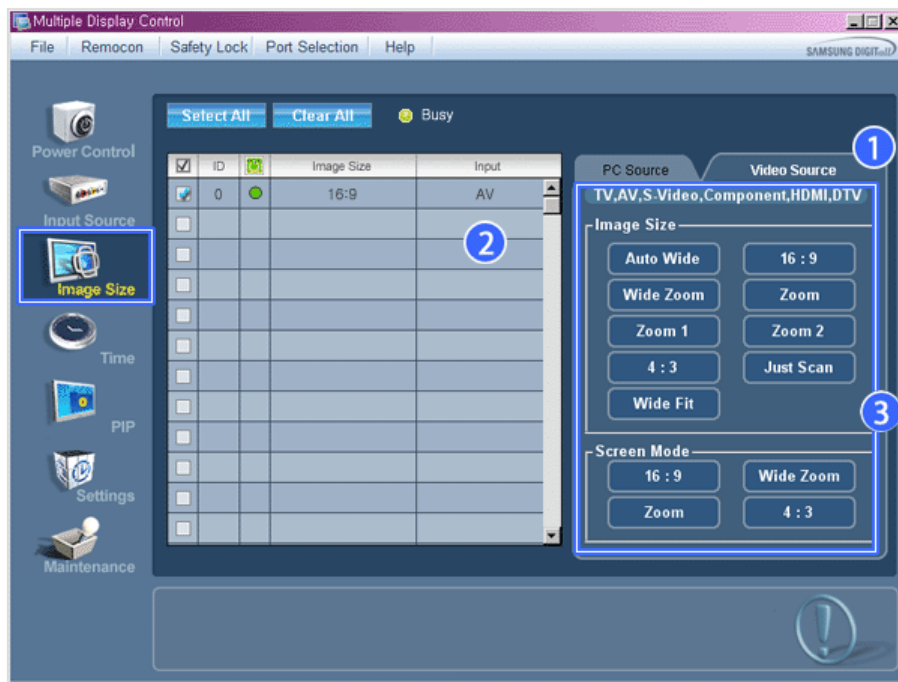 Multiple Display Control
File Remocon Safety Lock Port Selection Help
SAMSUNG DIGITall
Power Control
Input Source
Image Size
Time
PIP
Settings
Maintenance
Select All Clear All Busy
ID Image Size Input
0 16:9 AV
2
1
PC Source Video Source
TV,AV,S-Video,Component,HDMI,DTV
Image Size
Auto Wide 16 : 9
Wide Zoom Zoom
Zoom 1 Zoom 2
4 : 3 Just Scan
Wide Fit
3
Screen Mode
16 : 9 Wide Zoom
Zoom 4 : 3